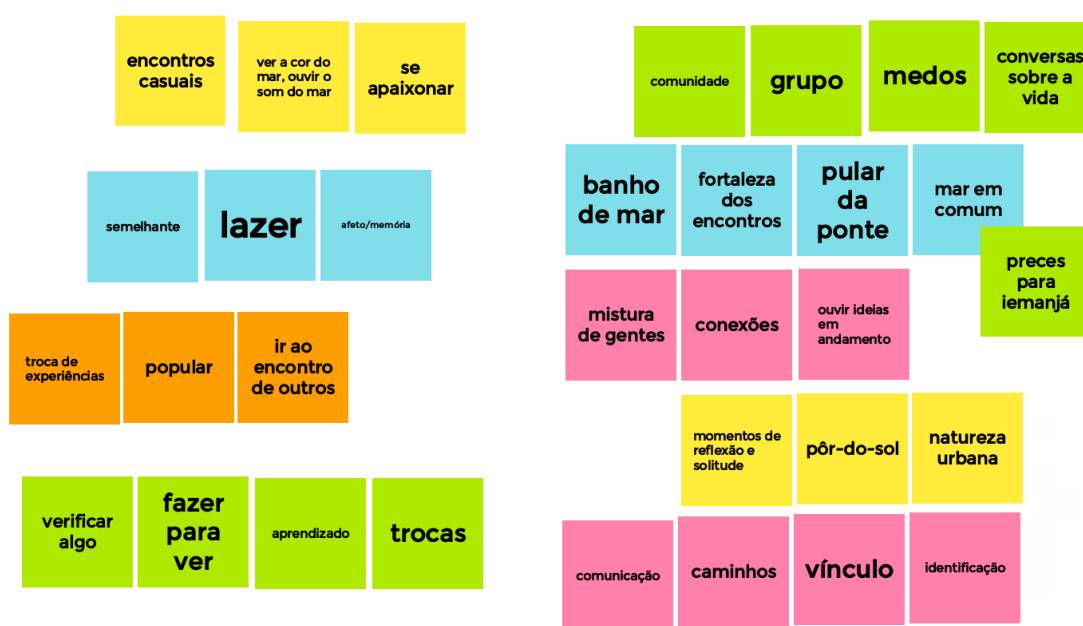 encontros
casuais
ver a cor do
mar, ouvir o
som do mar
se
apaixonar
semelhante
lazer
afeto/memória
troca de
experiências
popular
ir ao
encontro
de outros
verificar
algo
fazer
para
ver
aprendizado
trocas
comunidade
grupo
medos
conversas
sobre a
vida
banho
de mar
fortaleza
dos
encontros
pular
da
ponte
mar em
comum
preces
para
iemanjá
mistura
de gentes
conexões
ouvir ideias
em
andamento
momentos de
reflexão e
solitude
pôr-do-sol
natureza
urbana
comunicação
caminhos
vínculo
identificação